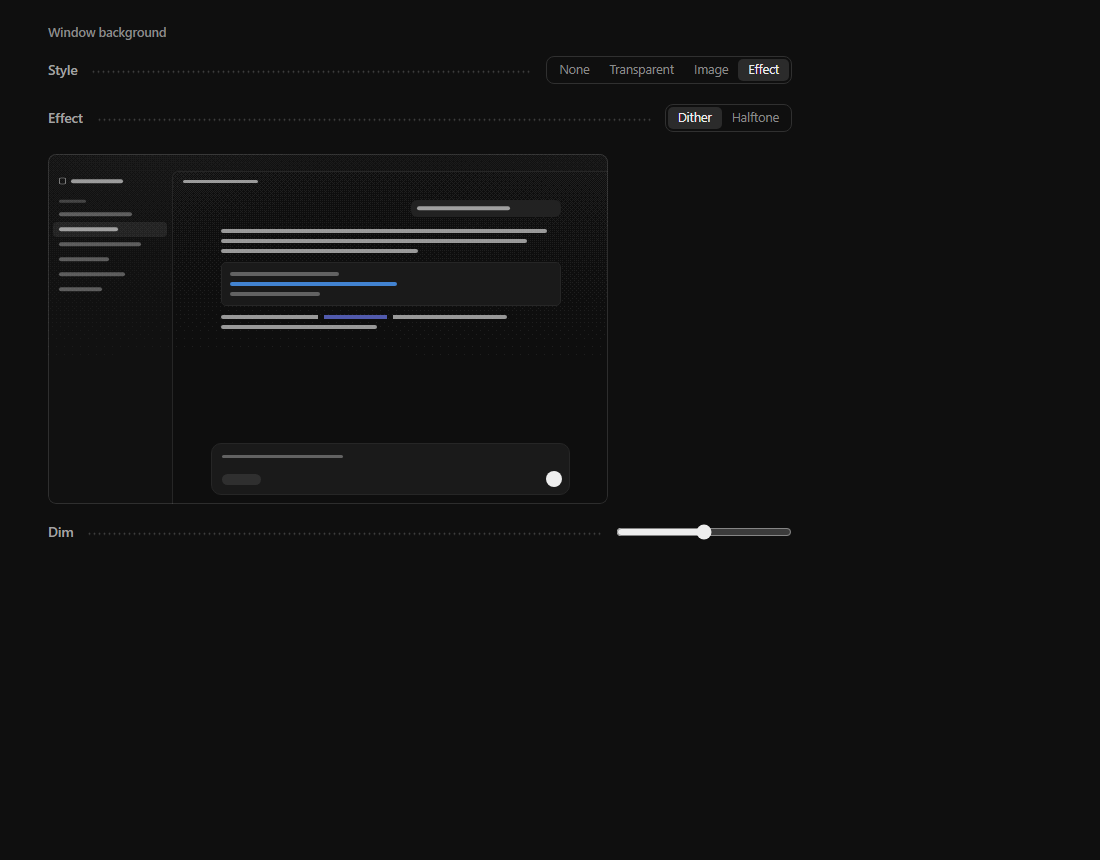 Window background
Style None Transparent Image Effect
Effect Dither Halftone
Dim